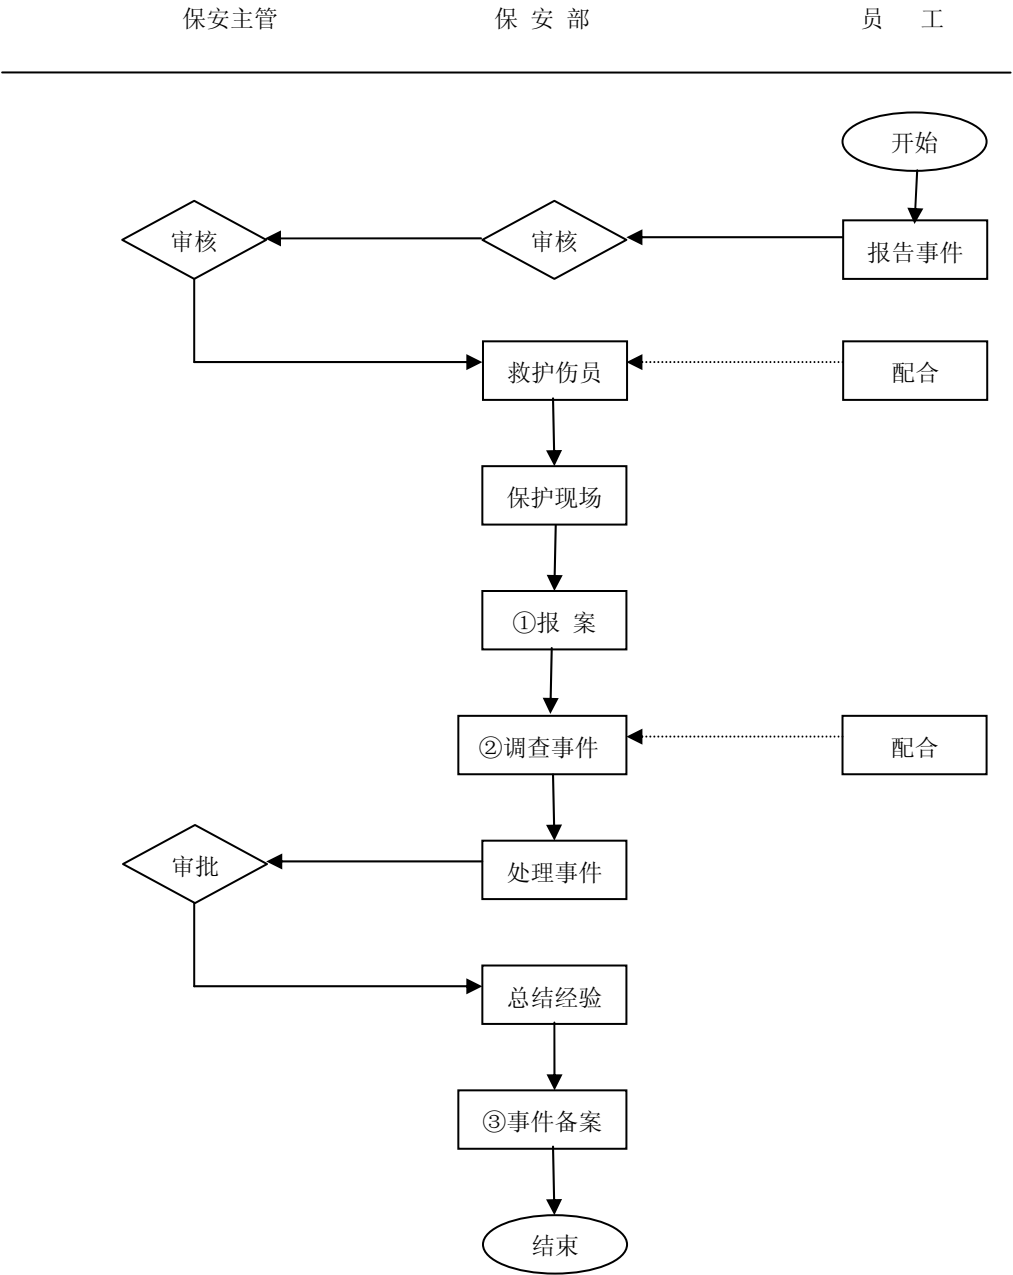 保安主管 保 安 部 员 工
开始
审核 审核 报告事件
救护伤员 配合
保护现场
①报 案
②调查事件 配合
审批 处理事件
总结经验
③事件备案
结束